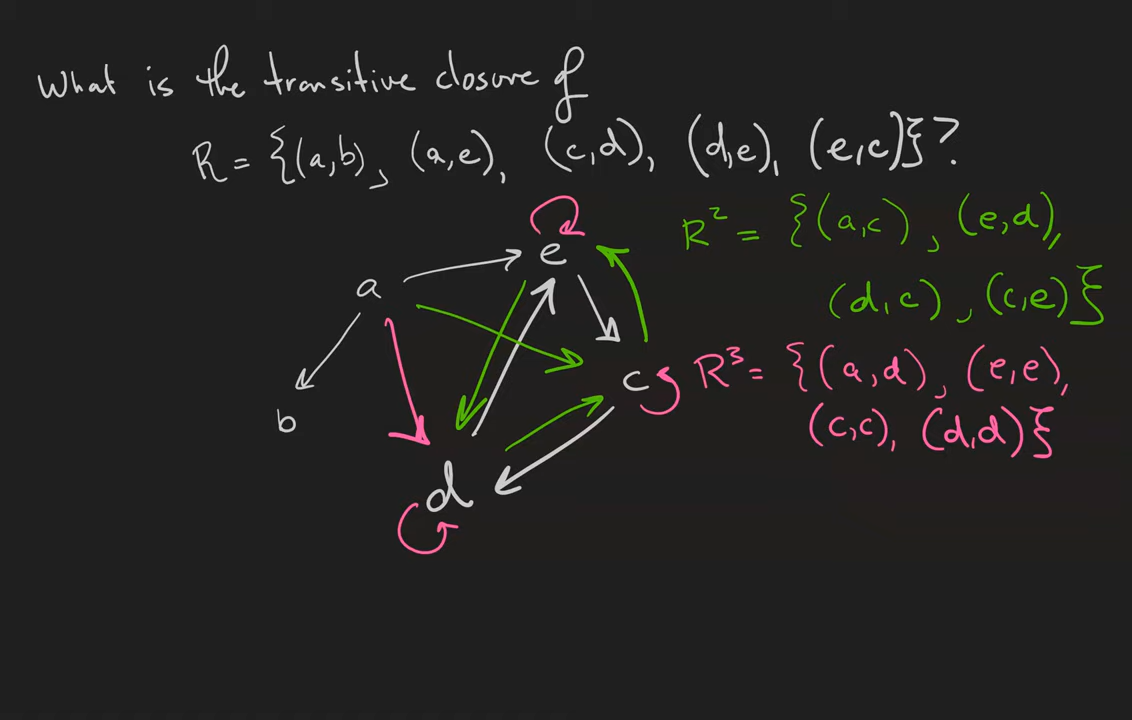 What is the transitive closure of
R = {(a,b), (a,e), (c,d), (d,e), (e,c)}?
R² = {(a,c), (e,d),
(d,c), (c,e)}
e
a
R³ = {(a,d), (e,e),
c
(c,c), (d,d)}
b
d